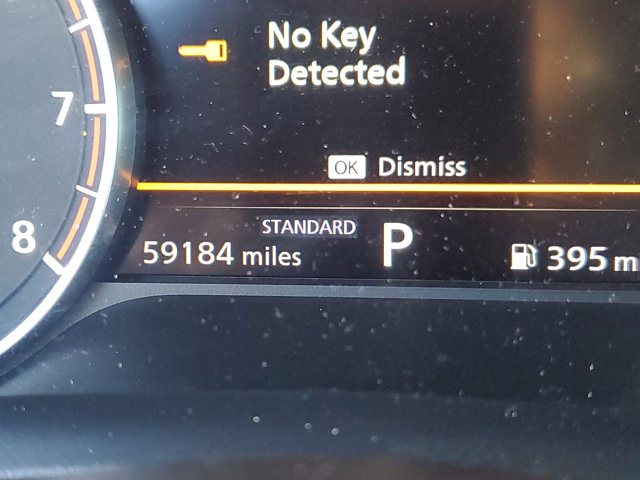 No Key
Detected
7
OK Dismiss
STANDARD
8
59184 miles
P
395 m